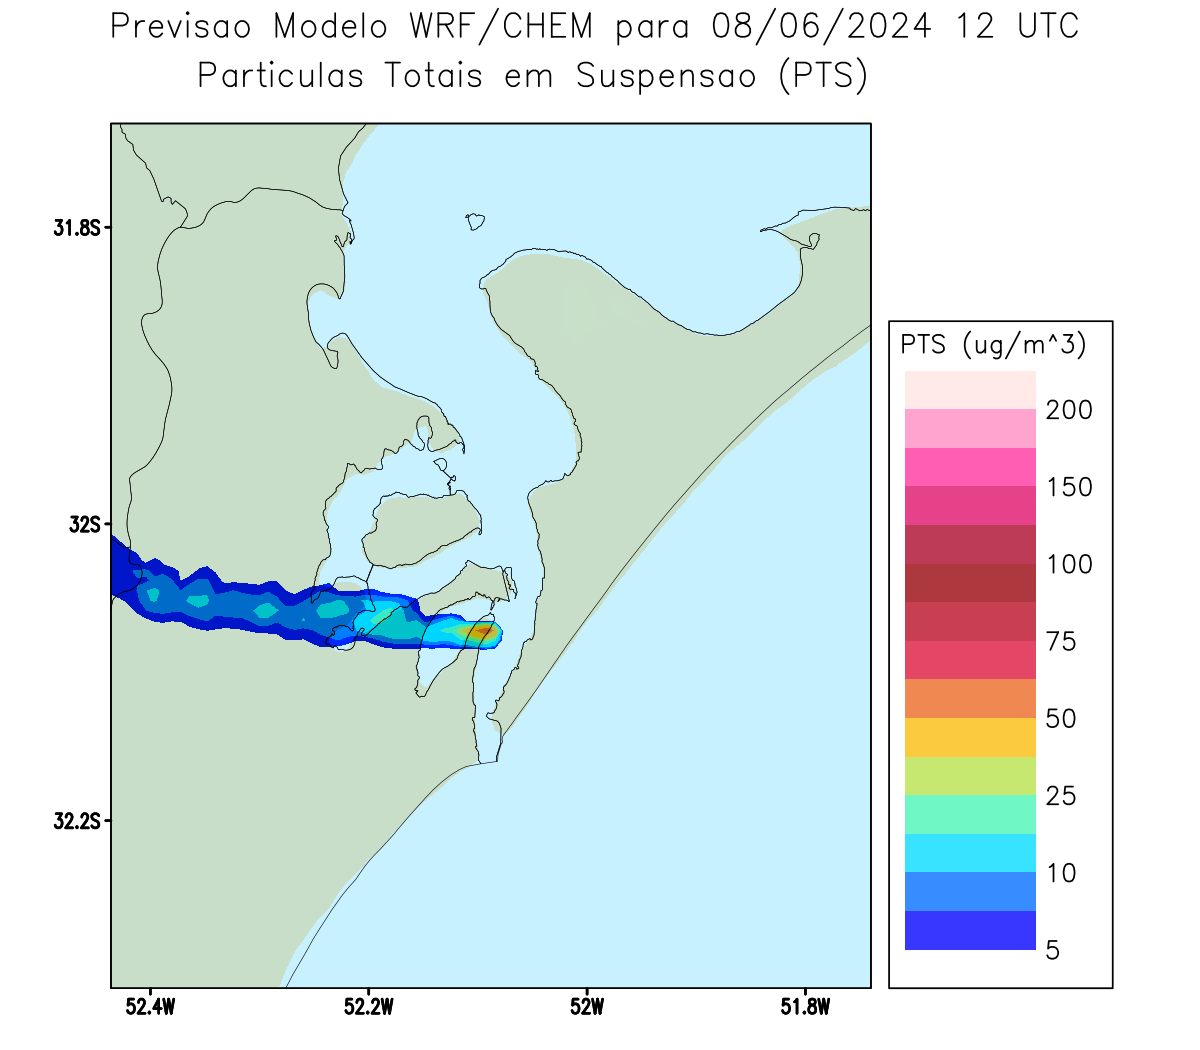 Previsao Modelo WRF/CHEM para 08/06/2024 12 UTC
Particulas Totais em Suspensao (PTS)
31.8S
32S
32.2S
52.4W
52.2W
52W
51.8W
PTS (ug/m^3)
200
150
100
75
50
25
10
5